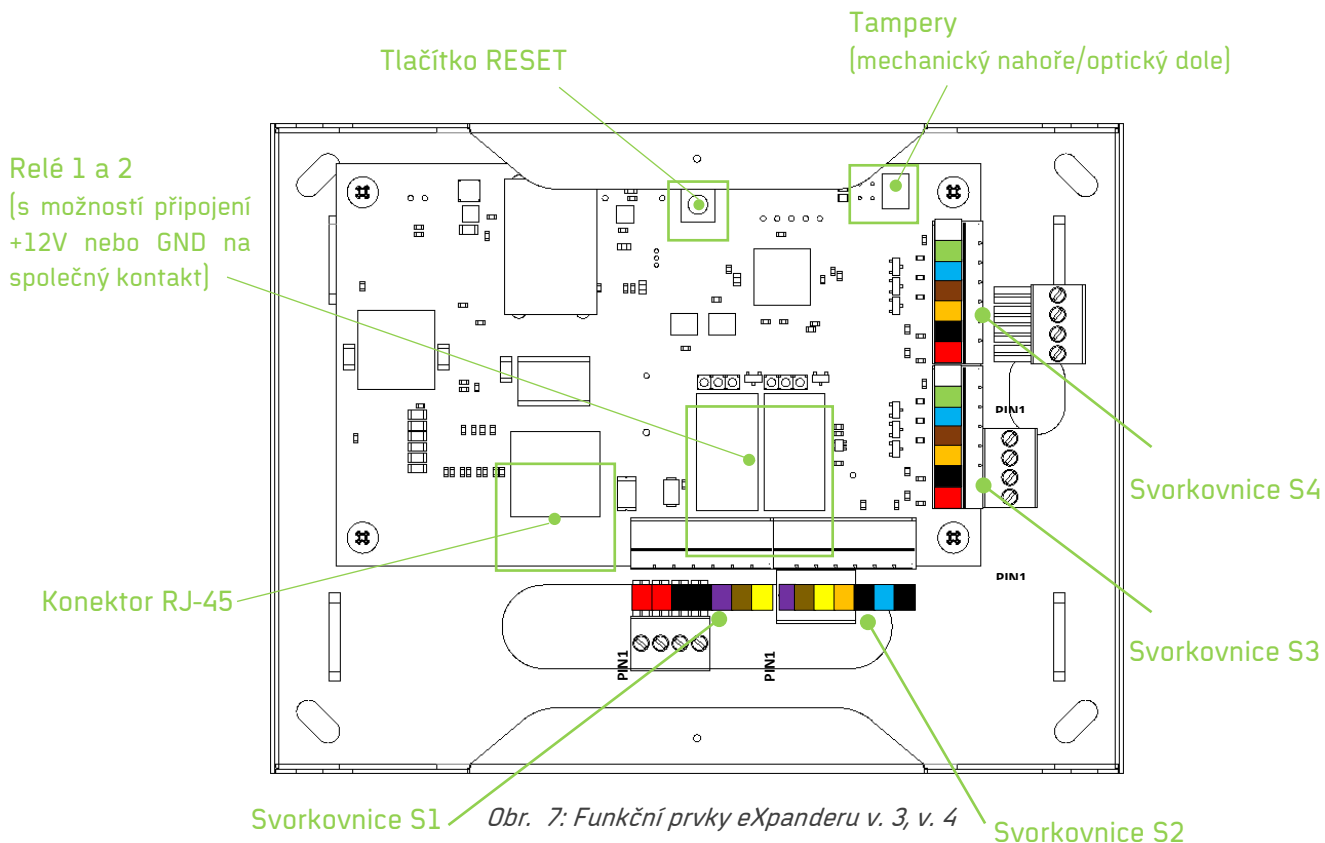 Tampery
(mechanický nahoře/optický dole)
Tlačítko RESET
Relé 1 a 2
(s možností připojení
+12V nebo GND na
společný kontakt)
PIN1
Svorkovnice S4
PIN1
Konektor RJ-45
PIN1
PIN1
Svorkovnice S3
Svorkovnice S1
Obr. 7: Funkční prvky eXpanderu v. 3, v. 4
Svorkovnice S2